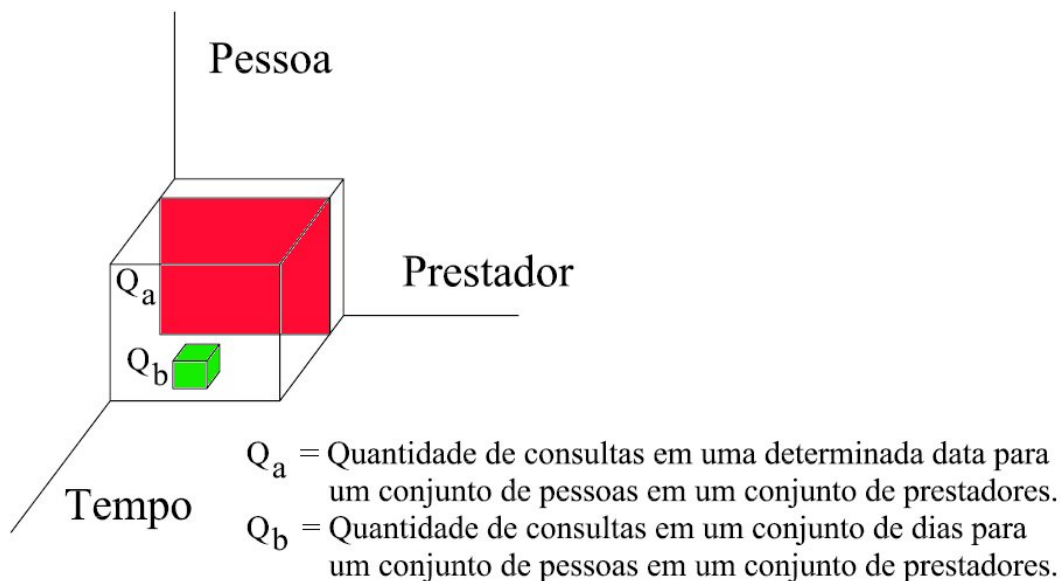 Pessoa
Prestador
Qa
Qb
Tempo
Qa = Quantidade de consultas em uma determinada data para
um conjunto de pessoas em um conjunto de prestadores.
Qb = Quantidade de consultas em um conjunto de dias para
um conjunto de pessoas em um conjunto de prestadores.